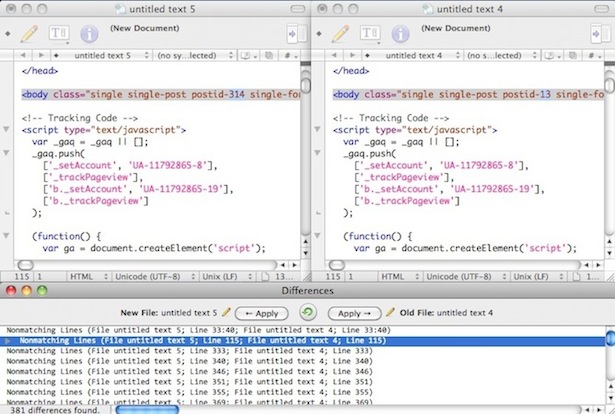 untitled text 5
(New Document)
untitled text 5 (no sy...lected) #
</head>
<body class="single single-post postid-314 single-fo
<!-- Tracking Code -->
<script type="text/javascript">
var _gaq = _gaq || [];
_gaq.push(
['_setAccount', 'UA-11792865-8'],
['_trackPageview'],
['b._setAccount', 'UA-11792865-19'],
['b._trackPageview']
);
(function() {
var ga = document.createElement('script');
115 1 HTML Unicode (UTF-8) Unix (LF) 13...
untitled text 4
(New Document)
untitled text 4 (no s...lected) #
</head>
<body class="single single-post postid-13 single-fo
<!-- Tracking Code -->
<script type="text/javascript">
var _gaq = _gaq || [];
_gaq.push(
['_setAccount', 'UA-11792865-8'],
['_trackPageview'],
['b._setAccount', 'UA-11792865-19'],
['b._trackPageview']
);
(function() {
var ga = document.createElement('script');
115 1 HTML Unicode (UTF-8) Unix (LF) 1...
Differences
New File: untitled text 5 ← Apply Apply → Old File: untitled text 4
Nonmatching Lines (File untitled text 5; Line 33:40; File untitled text 4; Line 33:40)
Nonmatching Lines (File untitled text 5; Line 115; File untitled text 4; Line 115)
Nonmatching Lines (File untitled text 5; Line 333; File untitled text 4; Line 333)
Nonmatching Lines (File untitled text 5; Line 340; File untitled text 4; Line 340)
Nonmatching Lines (File untitled text 5; Line 346; File untitled text 4; Line 346)
Nonmatching Lines (File untitled text 5; Line 351; File untitled text 4; Line 351)
Nonmatching Lines (File untitled text 5; Line 355; File untitled text 4; Line 355)
Nonmatching Lines (File untitled text 5; Line 369; File untitled text 4; Line 369)
381 differences found.